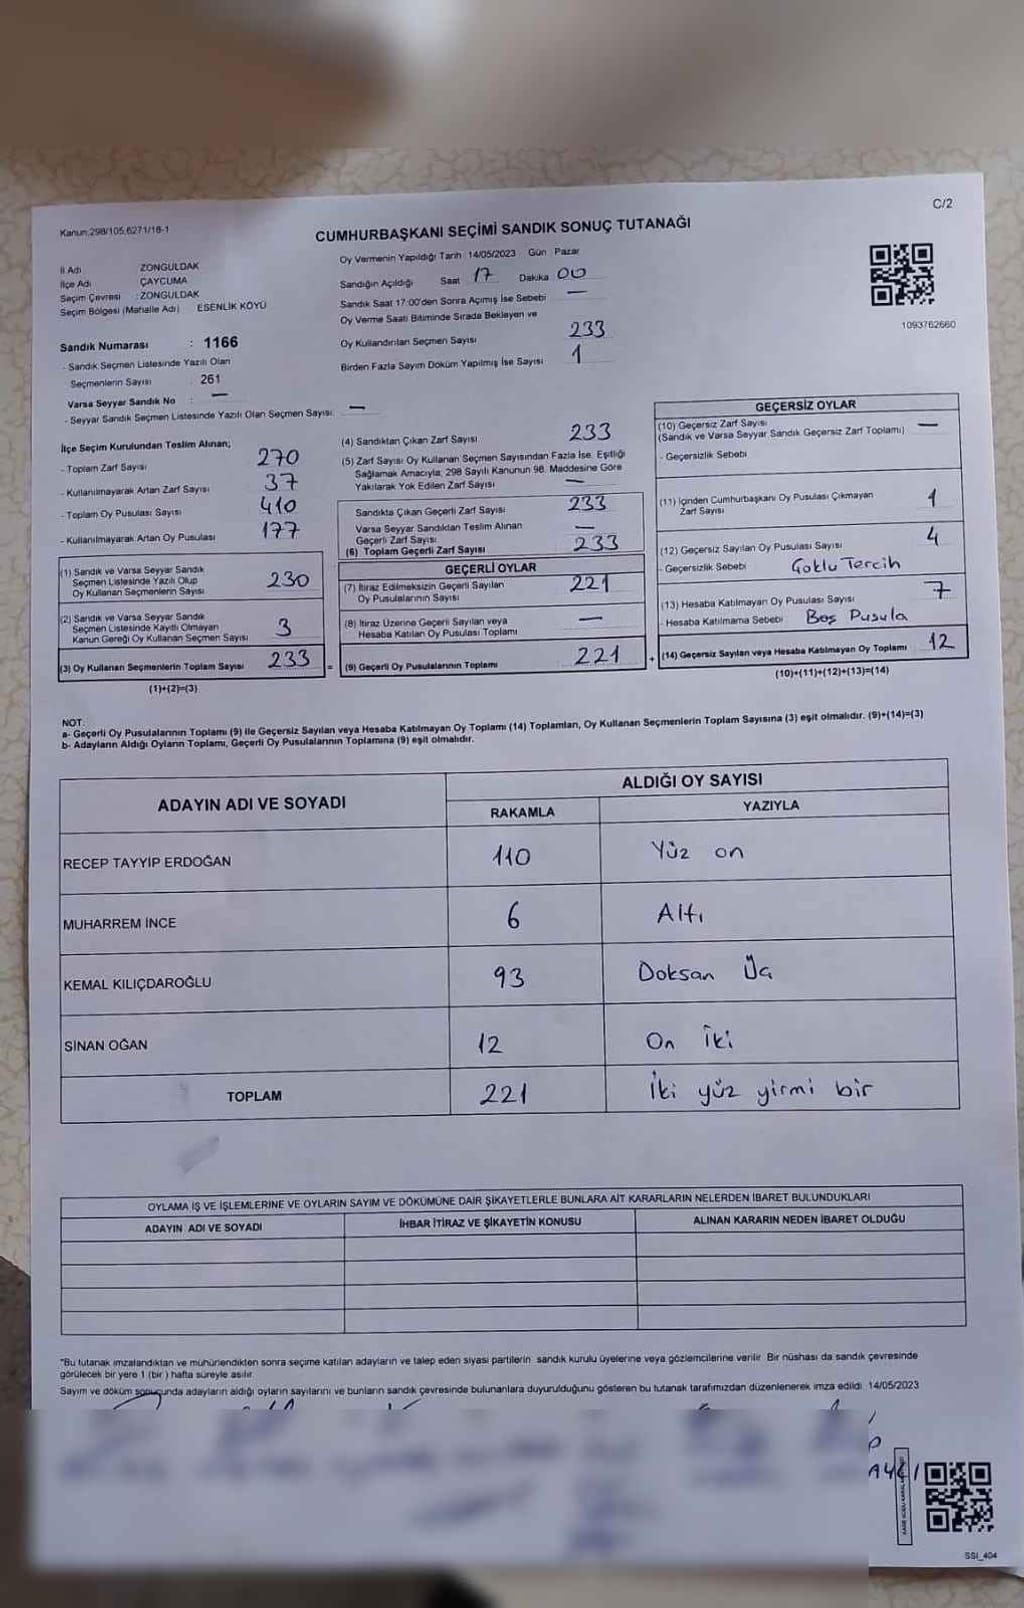 C/2
Kanun:298/105,6271/18-1
CUMHURBAŞKANI SEÇİMİ SANDIK SONUÇ TUTANAĞI
İl Adı ZONGULDAK
İlçe Adı ÇAYCUMA
Seçim Çevresi : ZONGULDAK
Seçim Bölgesi (Mahalle Adı) ESENLİK KÖYÜ
Oy Vermenin Yapıldığı Tarih 14/05/2023 Gün Pazar
Sandığın Açıldığı Saat 17 Dakika 00
Sandık Saat 17:00'den Sonra Açımış İse Sebebi —
Oy Verme Saati Bitiminde Sırada Bekleyen ve
Oy Kullandırılan Seçmen Sayısı 233
Birden Fazla Sayım Döküm Yapılmış İse Sayısı 1
1093762660
Sandık Numarası : 1166
- Sandık Seçmen Listesinde Yazılı Olan
Seçmenlerin Sayısı 261
Varsa Seyyar Sandık No : —
- Seyyar Sandık Seçmen Listesinde Yazılı Olan Seçmen Sayısı: —
İlçe Seçim Kurulundan Teslim Alınan;
- Toplam Zarf Sayısı 270
- Kullanılmayarak Artan Zarf Sayısı 37
- Toplam Oy Pusulası Sayısı 410
- Kullanılmayarak Artan Oy Pusulası 177
(1) Sandık ve Varsa Seyyar Sandık
Seçmen Listesinde Yazılı Olup
Oy Kullanan Seçmenlerin Sayısı 230
(2) Sandık ve Varsa Seyyar Sandık
Seçmen Listesinde Kayıtlı Olmayan
Kanun Gereği Oy Kullanan Seçmen Sayısı 3
(3) Oy Kullanan Seçmenlerin Toplam Sayısı 233 =
(1)+(2)=(3)
(4) Sandıktan Çıkan Zarf Sayısı 233
(5) Zarf Sayısı Oy Kullanan Seçmen Sayısından Fazla İse, Eşitliği
Sağlamak Amacıyla, 298 Sayılı Kanunun 98. Maddesine Göre
Yakılarak Yok Edilen Zarf Sayısı —
Sandıkta Çıkan Geçerli Zarf Sayısı 233
Varsa Seyyar Sandıktan Teslim Alınan
Geçerli Zarf Sayısı —
(6) Toplam Geçerli Zarf Sayısı 233
GEÇERLİ OYLAR
(7) İtiraz Edilmeksizin Geçerli Sayılan
Oy Pusulalarının Sayısı 221
(8) İtiraz Üzerine Geçerli Sayılan veya
Hesaba Katılan Oy Pusulası Toplamı —
(9) Geçerli Oy Pusulalarının Toplamı 221 +
GEÇERSİZ OYLAR
(10) Geçersiz Zarf Sayısı —
(Sandık ve Varsa Seyyar Sandık Geçersiz Zarf Toplamı)
- Geçersizlik Sebebi
(11) İçinden Cumhurbaşkanı Oy Pusulası Çıkmayan
Zarf Sayısı 1
(12) Geçersiz Sayılan Oy Pusulası Sayısı 4
- Geçersizlik Sebebi Çoklu Tercih
(13) Hesaba Katılmayan Oy Pusulası Sayısı 7
- Hesaba Katılmama Sebebi Boş Pusula
(14) Geçersiz Sayılan veya Hesaba Katılmayan Oy Toplamı 12
(10)+(11)+(12)+(13)=(14)
NOT:
a- Geçerli Oy Pusulalarının Toplamı (9) ile Geçersiz Sayılan veya Hesaba Katılmayan Oy Toplamı (14) Toplamları, Oy Kullanan Seçmenlerin Toplam Sayısına (3) eşit olmalıdır. (9)+(14)=(3)
b- Adayların Aldığı Oyların Toplamı, Geçerli Oy Pusulalarının Toplamına (9) eşit olmalıdır.
ADAYIN ADI VE SOYADI
ALDIĞI OY SAYISI
RAKAMLA YAZIYLA
RECEP TAYYİP ERDOĞAN 110 Yüz on
MUHARREM İNCE 6 Altı
KEMAL KILIÇDAROĞLU 93 Doksan Üç
SİNAN OĞAN 12 On İki
TOPLAM 221 İki yüz yirmi bir
OYLAMA İŞ VE İŞLEMLERİNE VE OYLARIN SAYIM VE DÖKÜMÜNE DAİR ŞİKAYETLERLE BUNLARA AİT KARARLARIN NELERDEN İBARET BULUNDUKLARI
ADAYIN ADI VE SOYADI İHBAR İTİRAZ VE ŞİKAYETİN KONUSU ALINAN KARARIN NEDEN İBARET OLDUĞU
"Bu tutanak imzalandıktan ve mühürlendikten sonra seçime katılan adayların ve talep eden siyasi partilerin sandık kurulu üyelerine veya gözlemcilerine verilir. Bir nüshası da sandık çevresinde
görülecek bir yere 1 (bir) hafta süreyle asılır.
Sayım ve döküm sonucunda adayların aldığı oyların sayılarını ve bunların sandık çevresinde bulunanlara duyurulduğunu gösteren bu tutanak tarafımızdan düzenlenerek imza edildi. 14/05/2023
SSI_404